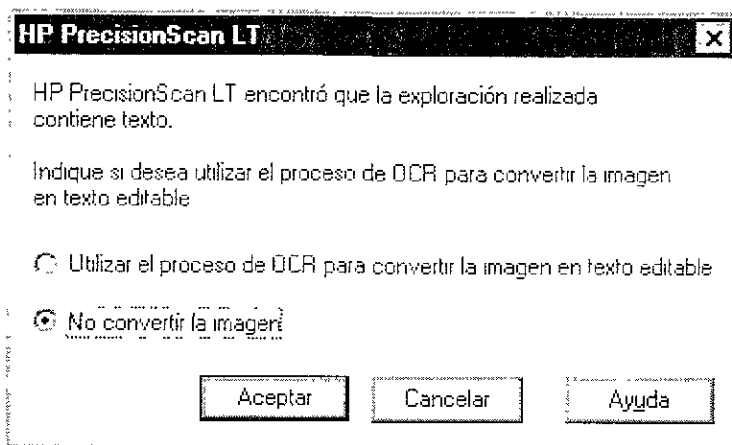 HP PrecisionScan LT
HP PrecisionScan LT encontró que la exploración realizada
contiene texto.
Indique si desea utilizar el proceso de OCR para convertir la imagen
en texto editable
Utilizar el proceso de OCR para convertir la imagen en texto editable
No convertir la imagen
Aceptar
Cancelar
Ayuda